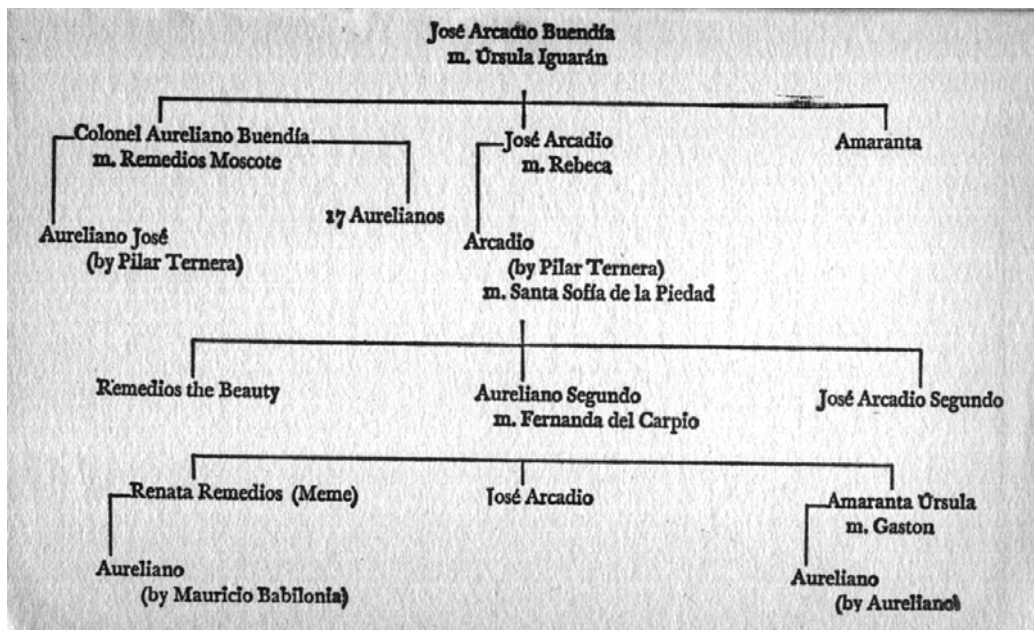 José Arcadio Buendía
m. Úrsula Iguarán
Colonel Aureliano Buendía
m. Remedios Moscote
José Arcadio
m. Rebeca
Amaranta
17 Aurelianos
Aureliano José
(by Pilar Ternera)
Arcadio
(by Pilar Ternera)
m. Santa Sofía de la Piedad
Remedios the Beauty
Aureliano Segundo
m. Fernanda del Carpio
José Arcadio Segundo
Renata Remedios (Meme)
José Arcadio
Amaranta Úrsula
m. Gaston
Aureliano
(by Mauricio Babilonia)
Aureliano
(by Aureliano)